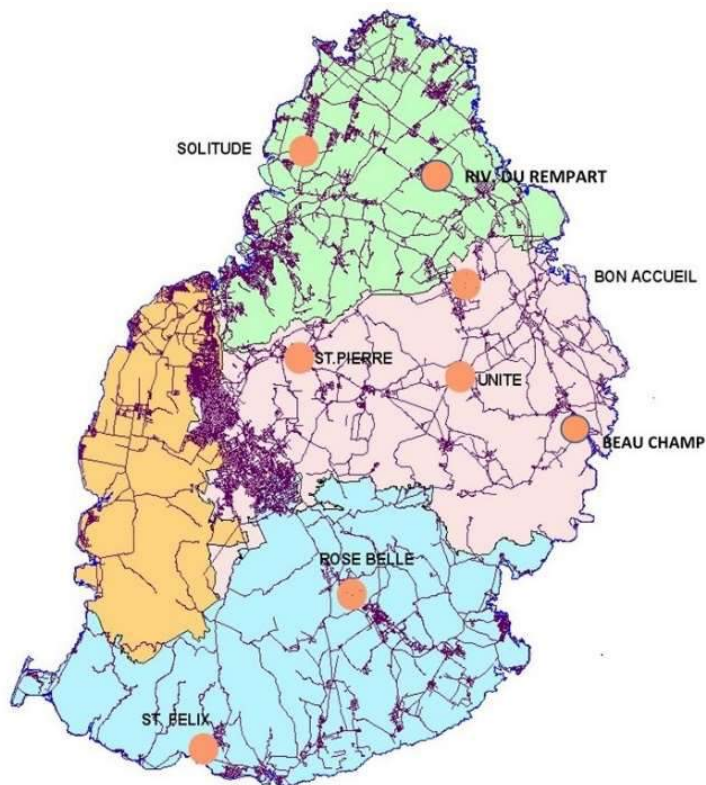 SOLITUDE
RIV. DU REMPART
BON ACCUEIL
ST.PIERRE
UNITE
BEAU CHAMP
ROSE BELLE
ST. FELIX